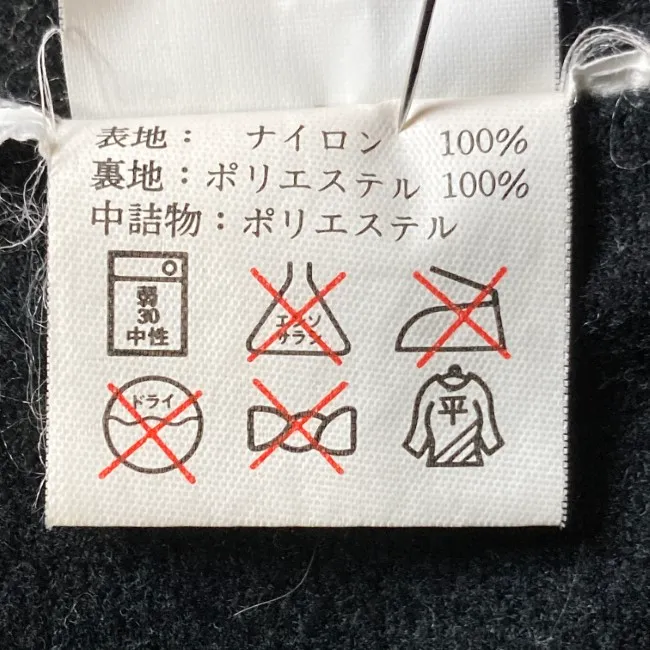 表地： ナイロン 100%
裏地：ポリエステル 100%
中詰物：ポリエステル
弱
30
中性
エンソ
サラシ
ドライ
平